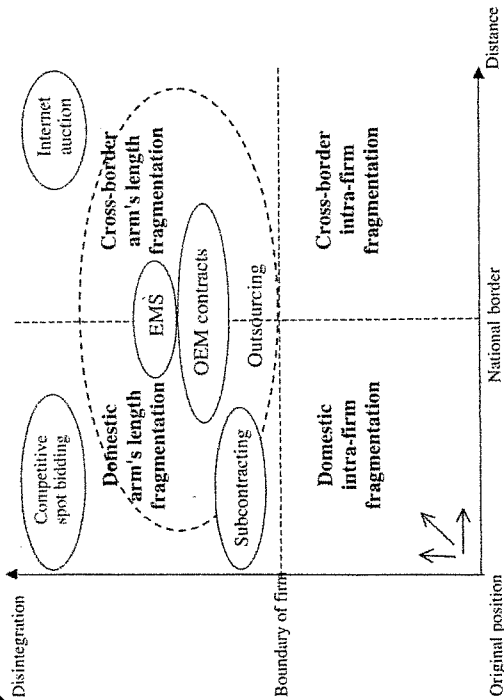 Disintegration
Competitive
spot bidding
Internet
auction
Domestic
arm's length
fragmentation
Cross-border
arm's length
fragmentation
EMS
OEM contracts
Subcontracting
Outsourcing
Boundary of firm
Domestic
intra-firm
fragmentation
Cross-border
intra-firm
fragmentation
Original position
National border
Distance